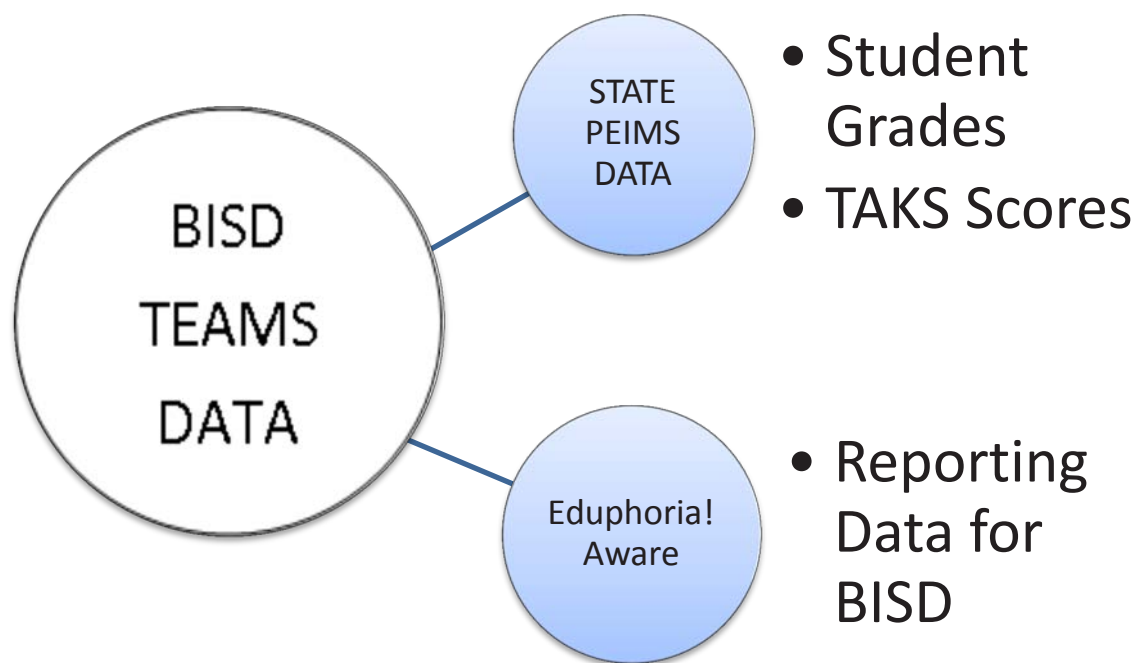 BISD
TEAMS
DATA
STATE
PEIMS
DATA
• Student
Grades
• TAKS Scores
Eduphoria!
Aware
• Reporting
Data for
BISD